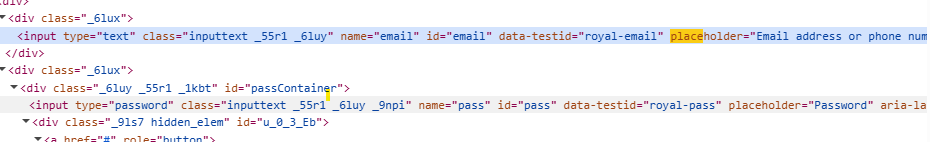 <div class="_6lux">
<input type="text" class="inputtext _55r1 _6luy" name="email" id="email" data-testid="royal-email" placeholder="Email address or phone num
</div>
<div class="_6lux">
<div class="_6luy _55r1 _1kbt" id="passContainer">
<input type="password" class="inputtext _55r1 _6luy _9npi" name="pass" id="pass" data-testid="royal-pass" placeholder="Password" aria-la
<div class="_9ls7 hidden_elem" id="u_0_3_Eb">
<a href="#" role="button">